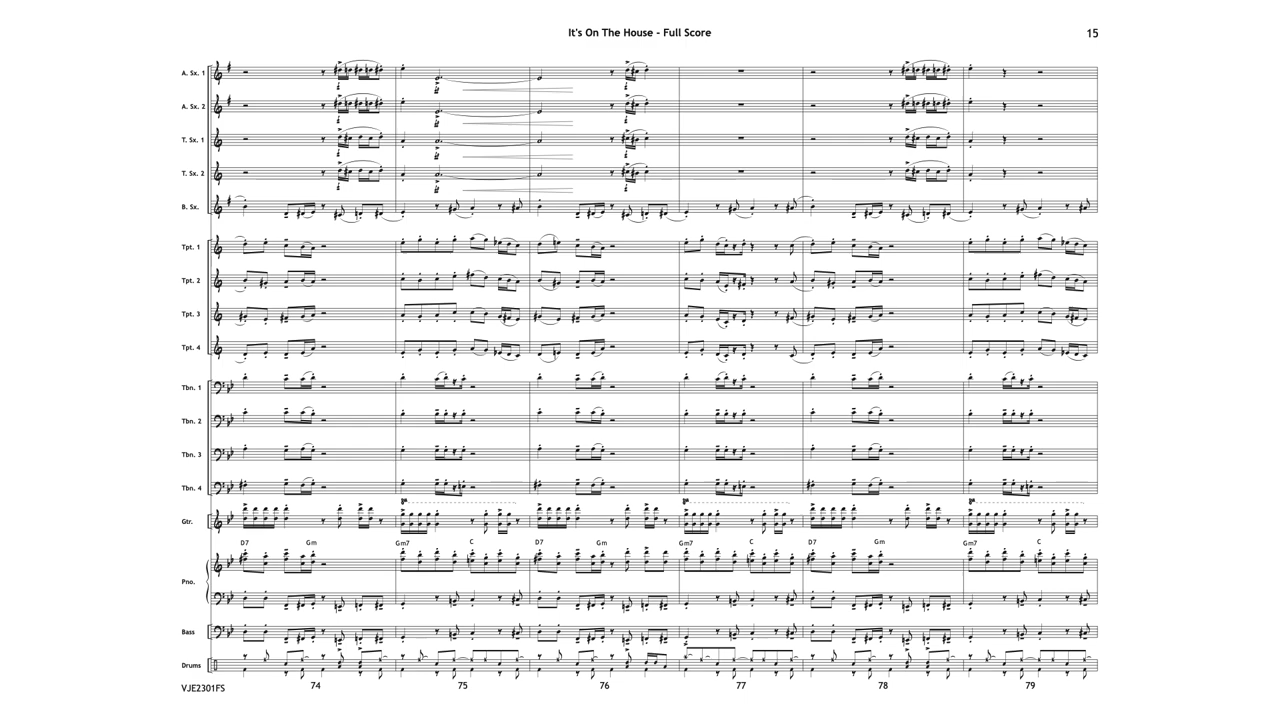 It's On The House - Full Score
15
A. Sx. 1
A. Sx. 2
T. Sx. 1
T. Sx. 2
B. Sx.
Tpt. 1
Tpt. 2
Tpt. 3
Tpt. 4
Tbn. 1
Tbn. 2
Tbn. 3
Tbn. 4
Gtr.
D7 Gm Gm7 C D7 Gm Gm7 C D7 Gm Gm7 C
Pno.
Bass
Drums
VJE2301FS
74 75 76 77 78 79